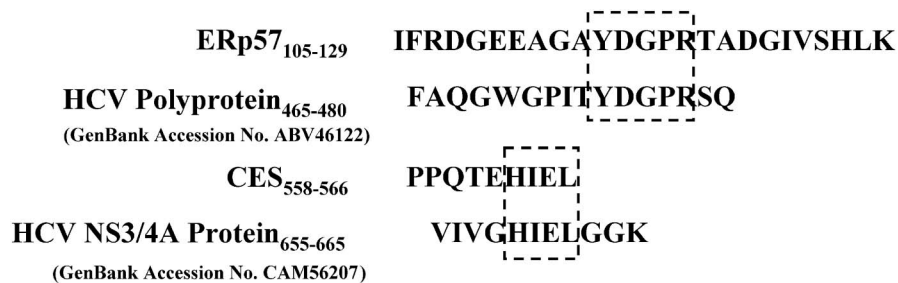 ERp57105-129 IFRDGEEAGAYDGPRTADGIVSHLK
HCV Polyprotein465-480 FAQGWGPITYDGPRSQ
(GenBank Accession No. ABV46122)
CES558-566 PPQTEHIEL
HCV NS3/4A Protein655-665 VIVGHIELGGK
(GenBank Accession No. CAM56207)